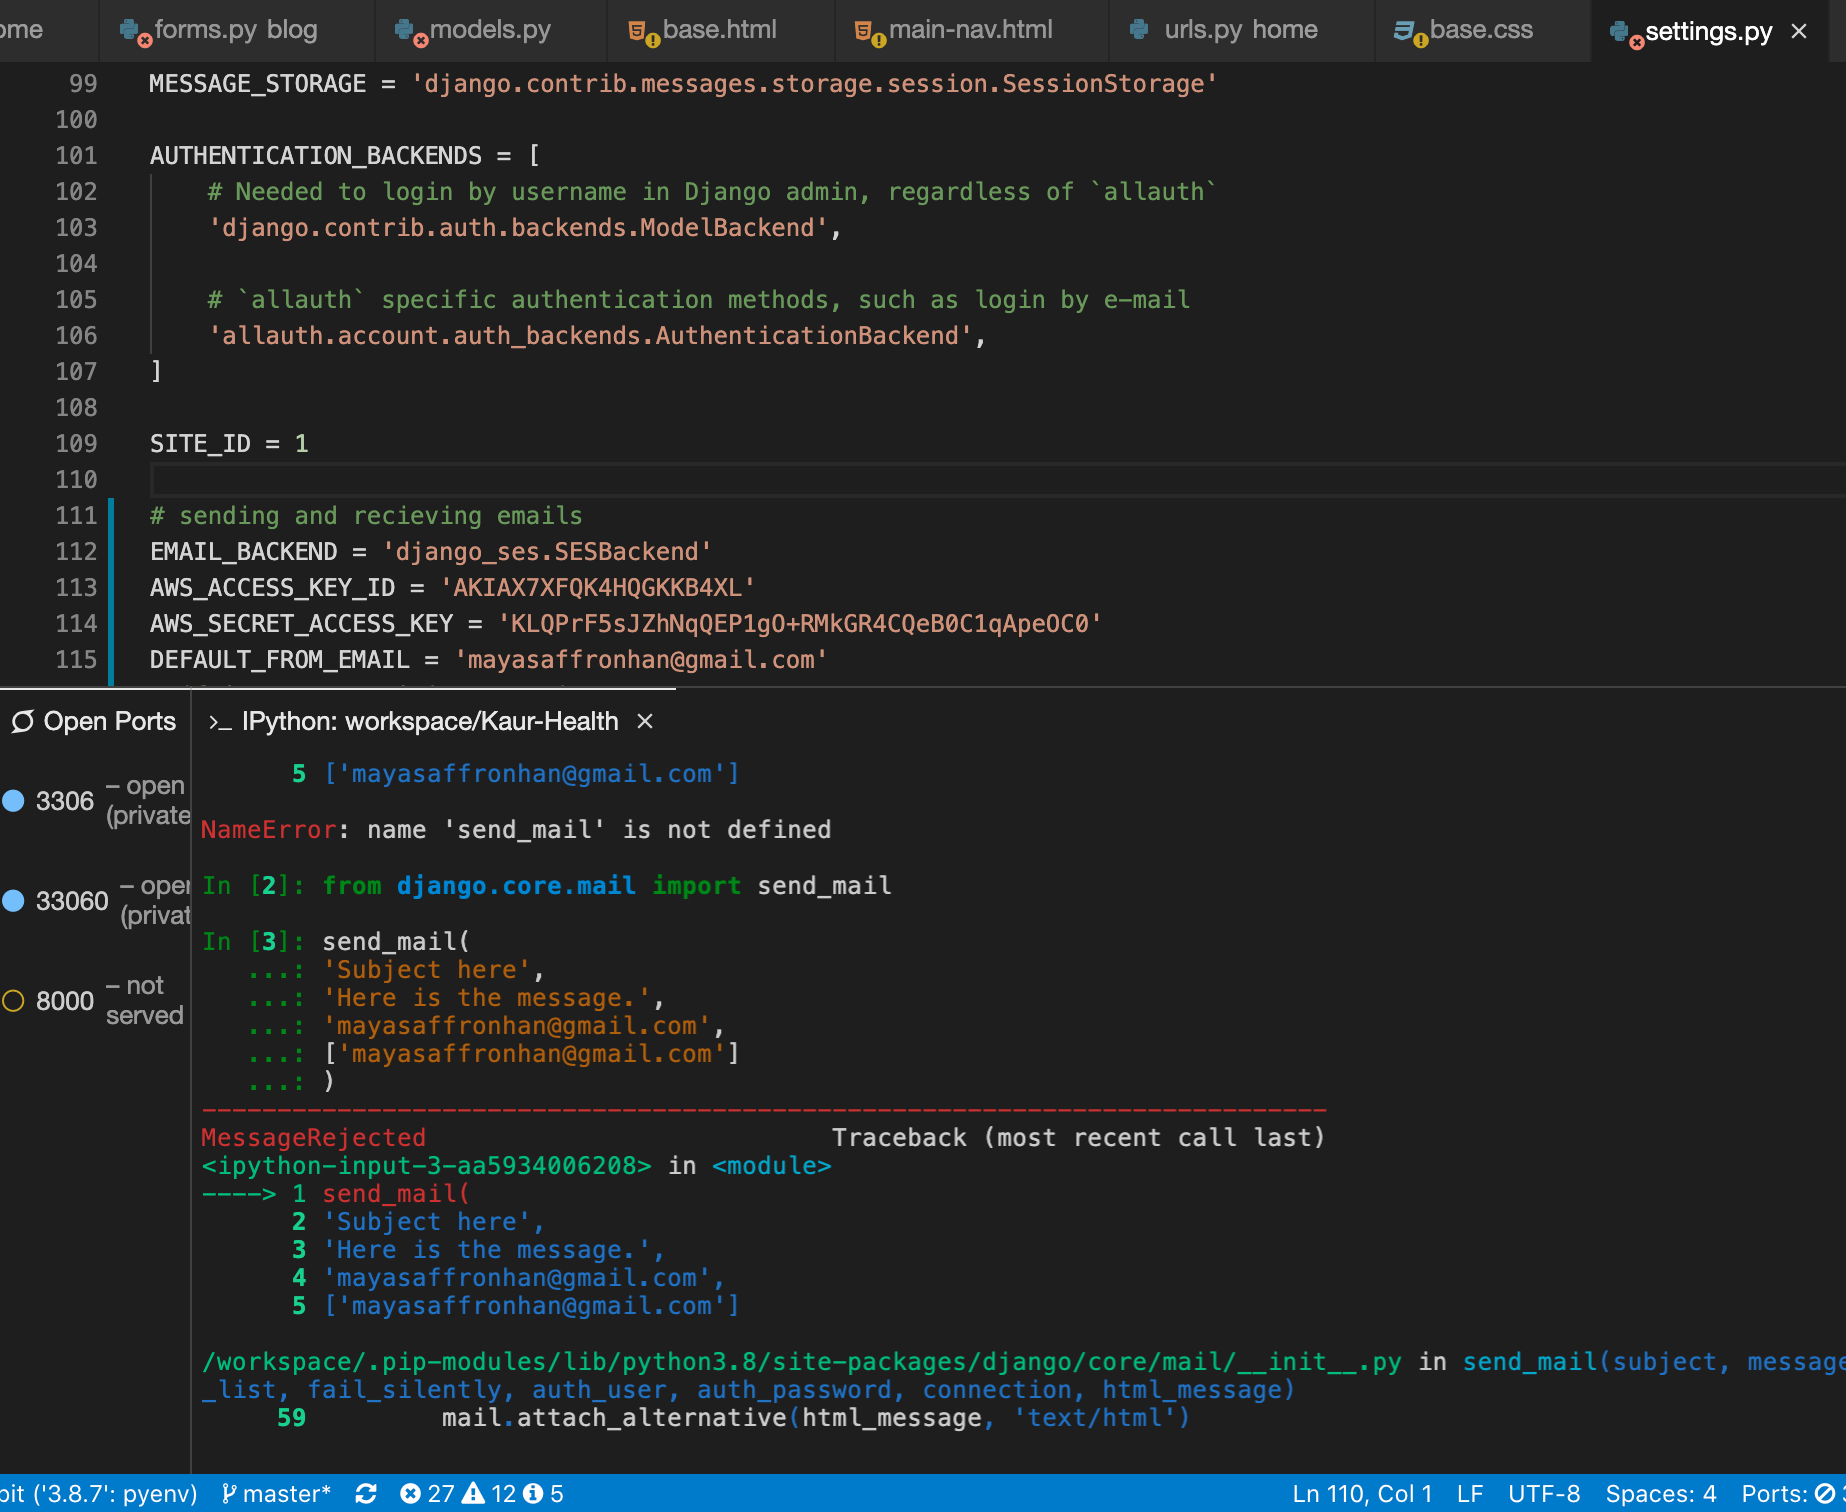 ome forms.py blog models.py base.html main-nav.html urls.py home base.css settings.py
99 MESSAGE_STORAGE = 'django.contrib.messages.storage.session.SessionStorage'
100
101 AUTHENTICATION_BACKENDS = [
102 # Needed to login by username in Django admin, regardless of `allauth`
103 'django.contrib.auth.backends.ModelBackend',
104
105 # `allauth` specific authentication methods, such as login by e-mail
106 'allauth.account.auth_backends.AuthenticationBackend',
107 ]
108
109 SITE_ID = 1
110
111 # sending and recieving emails
112 EMAIL_BACKEND = 'django_ses.SESBackend'
113 AWS_ACCESS_KEY_ID = 'AKIAX7XFQK4HQGKKB4XL'
114 AWS_SECRET_ACCESS_KEY = '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'
115 DEFAULT_FROM_EMAIL = 'mayasaffronhan@gmail.com'
Open Ports
3306 – open (private
33060 – open (privat
8000 – not served
>_ IPython: workspace/Kaur-Health
5 ['mayasaffronhan@gmail.com']
NameError: name 'send_mail' is not defined
In [2]: from django.core.mail import send_mail
In [3]: send_mail(
...: 'Subject here',
...: 'Here is the message.',
...: 'mayasaffronhan@gmail.com',
...: ['mayasaffronhan@gmail.com']
...: )
---------------------------------------------------------------------------
MessageRejected Traceback (most recent call last)
<ipython-input-3-aa5934006208> in <module>
----> 1 send_mail(
2 'Subject here',
3 'Here is the message.',
4 'mayasaffronhan@gmail.com',
5 ['mayasaffronhan@gmail.com']
/workspace/.pip-modules/lib/python3.8/site-packages/django/core/mail/__init__.py in send_mail(subject, message
_list, fail_silently, auth_user, auth_password, connection, html_message)
59 mail.attach_alternative(html_message, 'text/html')
bit ('3.8.7': pyenv) master* 27 12 5 Ln 110, Col 1 LF UTF-8 Spaces: 4 Ports: